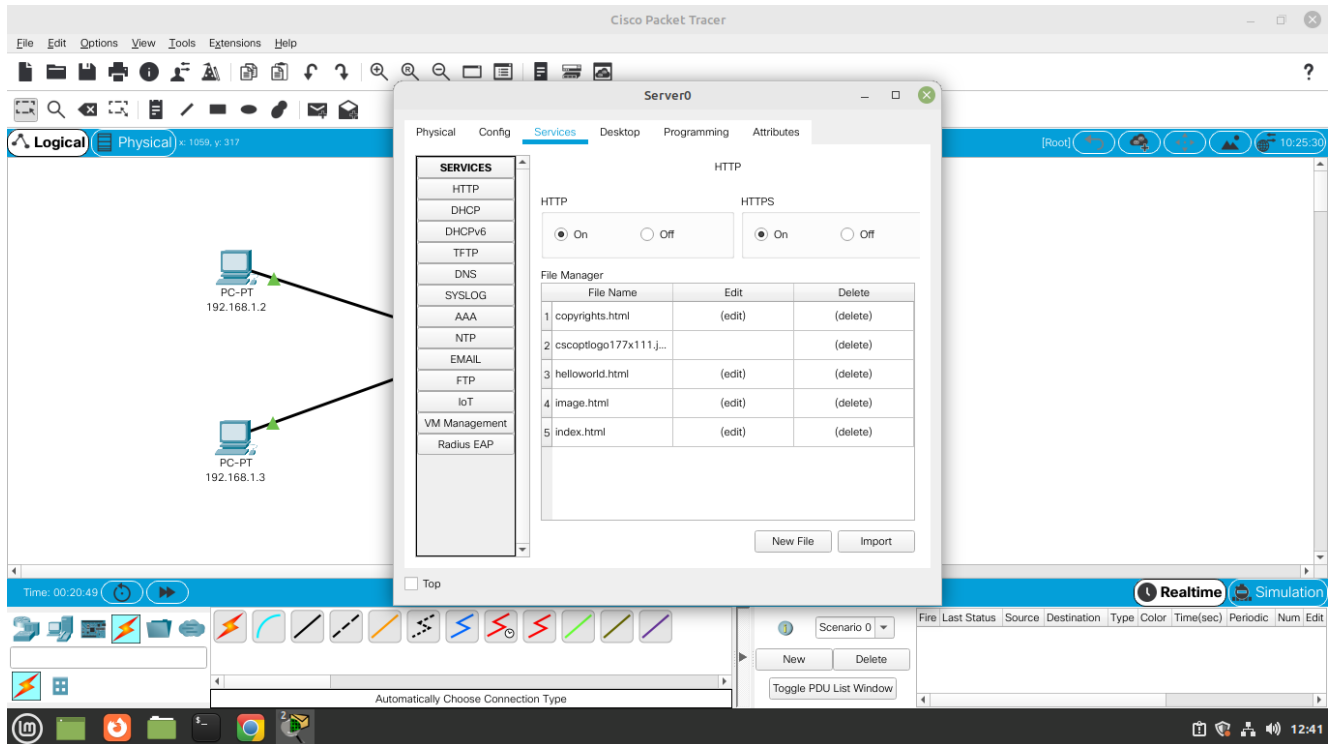 Cisco Packet Tracer
File Edit Options View Tools Extensions Help
?
Logical Physical x: 1059, y: 317
[Root] 10:25:30
PC-PT
192.168.1.2
PC-PT
192.168.1.3
Server0
Physical Config Services Desktop Programming Attributes
SERVICES
HTTP
DHCP
DHCPv6
TFTP
DNS
SYSLOG
AAA
NTP
EMAIL
FTP
IoT
VM Management
Radius EAP
HTTP
HTTP HTTPS
On Off On Off
File Manager
File Name Edit Delete
1 copyrights.html (edit) (delete)
2 cscoptlogo177x111.j... (delete)
3 helloworld.html (edit) (delete)
4 image.html (edit) (delete)
5 index.html (edit) (delete)
New File Import
Top
Time: 00:20:49
Realtime Simulation
Automatically Choose Connection Type
Scenario 0
New Delete
Toggle PDU List Window
Fire Last Status Source Destination Type Color Time(sec) Periodic Num Edit
2
12:41